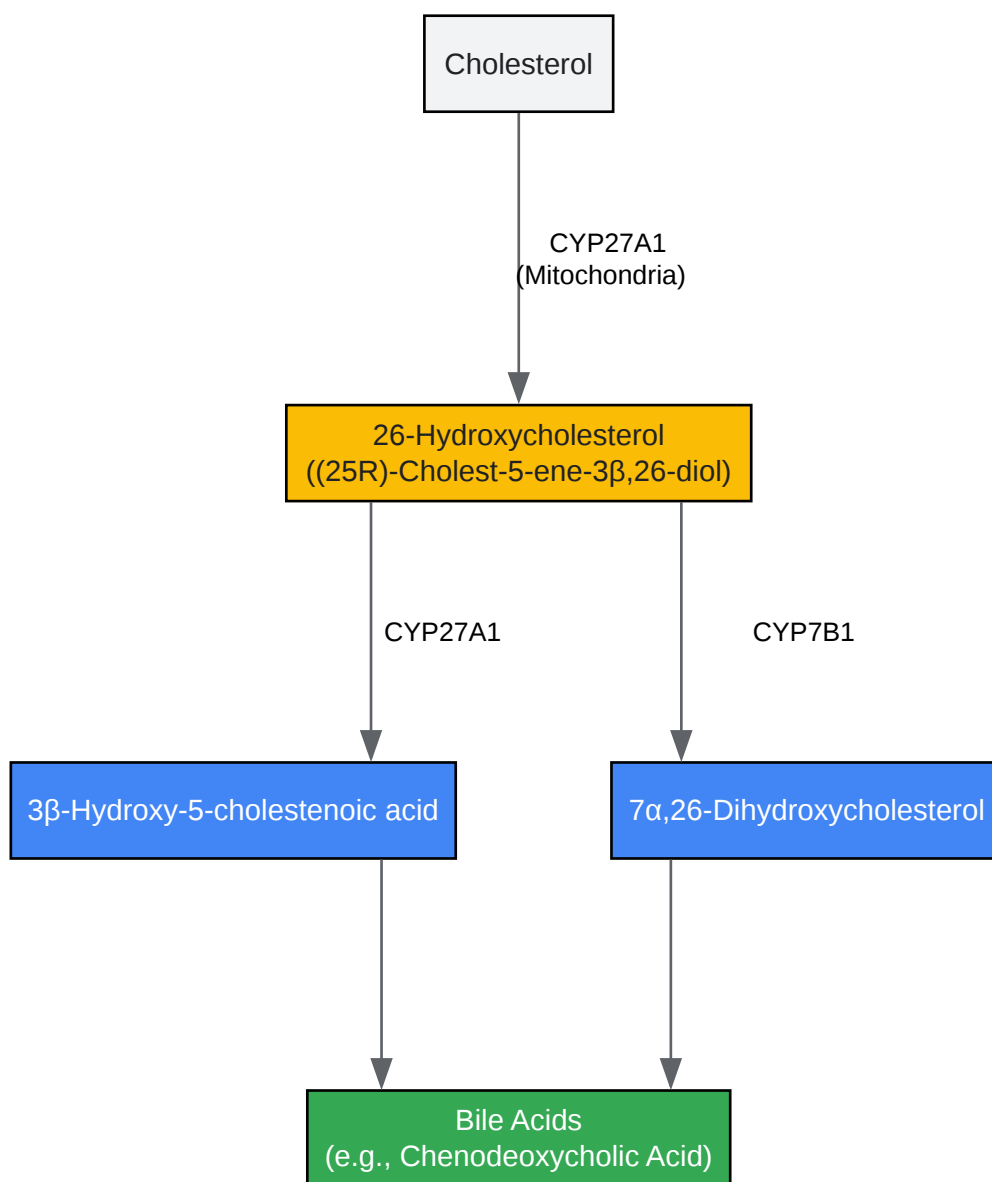 Cholesterol
CYP27A1
(Mitochondria)
26-Hydroxycholesterol
((25R)-Cholest-5-ene-3β,26-diol)
CYP27A1
CYP7B1
3β-Hydroxy-5-cholestenoic acid
7α,26-Dihydroxycholesterol
Bile Acids
(e.g., Chenodeoxycholic Acid)